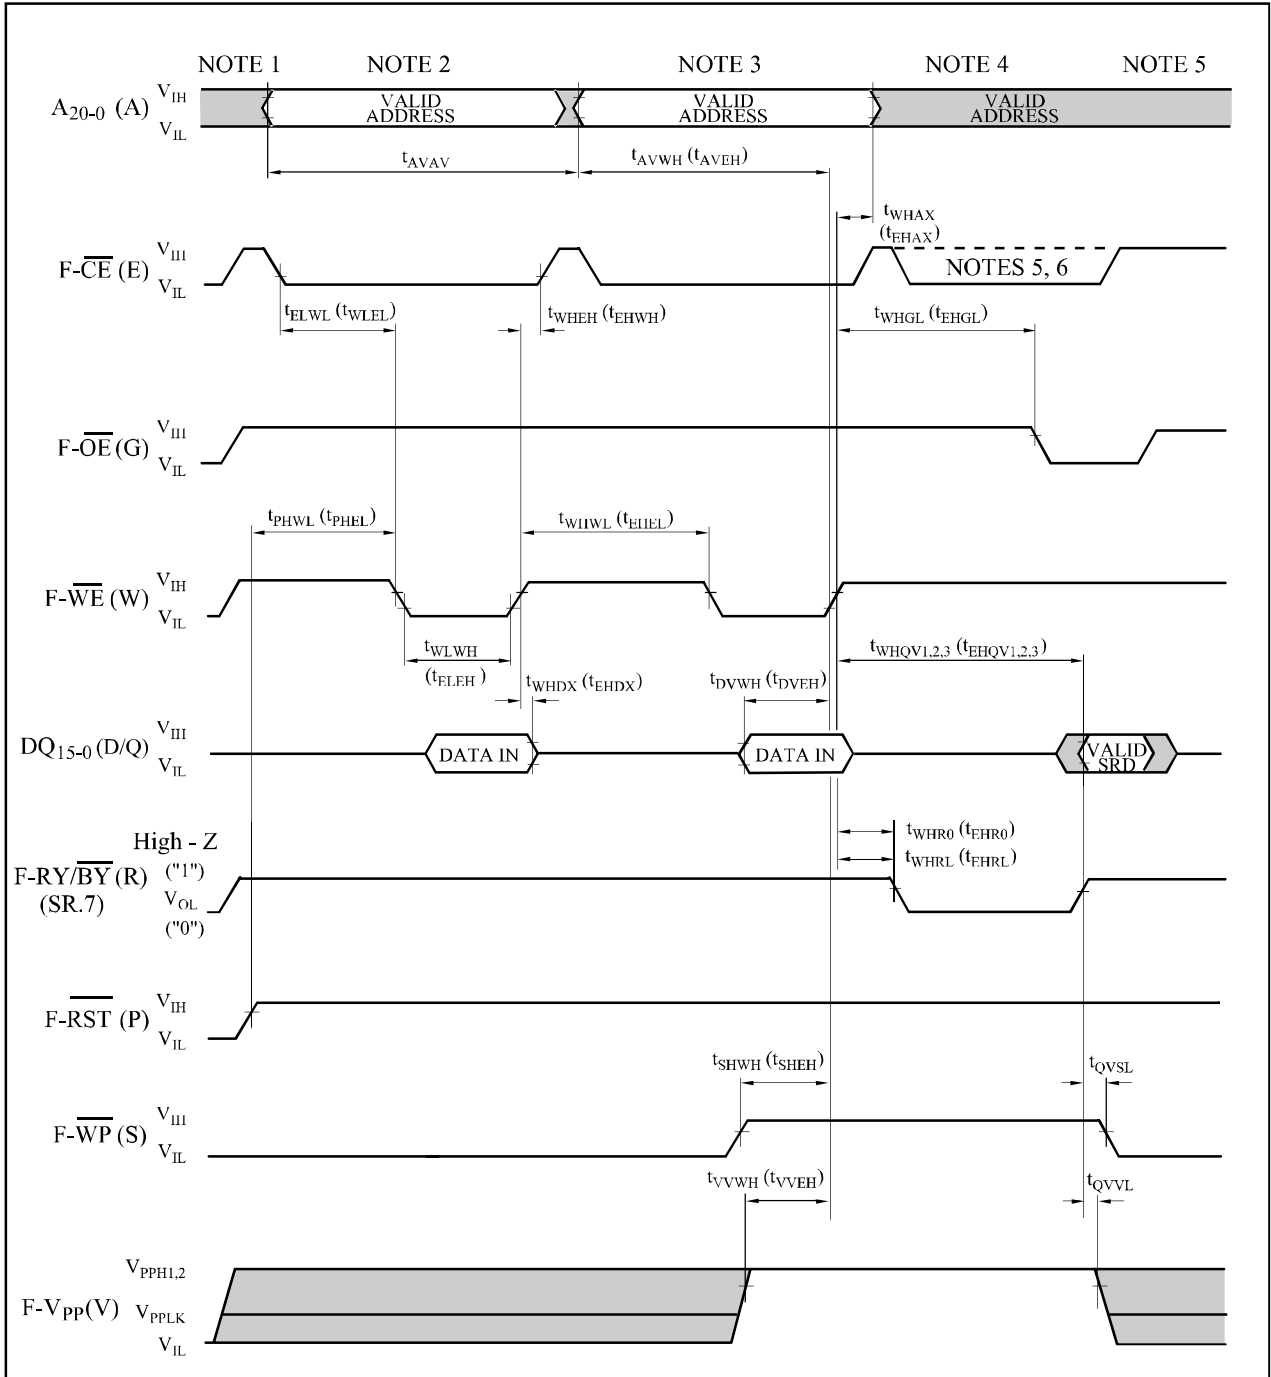 NOTE 1 NOTE 2 NOTE 3 NOTE 4 NOTE 5
A20-0 (A) VIH VIL VALID ADDRESS VALID ADDRESS VALID ADDRESS
tAVAV tAVWH (tAVEH)
tWHAX (tEHAX)
F-CE (E) VIH VIL NOTES 5, 6
tELWL (tWLEL) tWHEH (tEHWH) tWHGL (tEHGL)
F-OE (G) VIH VIL
tPHWL (tPHEL) tWHWL (tEHEL)
F-WE (W) VIH VIL
tWLWH (tELEH) tWHDX (tEHDX) tDVWH (tDVEH) tWHQV1,2,3 (tEHQV1,2,3)
DQ15-0 (D/Q) VIH VIL DATA IN DATA IN VALID SRD
tWHR0 (tEHR0)
tWHRL (tEHRL)
F-RY/BY (R) (SR.7) High - Z ("1") VOL ("0")
F-RST (P) VIH VIL
tSHWH (tSHEH) tQVSL
F-WP (S) VIH VIL
tVVWH (tVVEH) tQVVL
F-VPP (V) VPPH1,2 VPPLK VIL